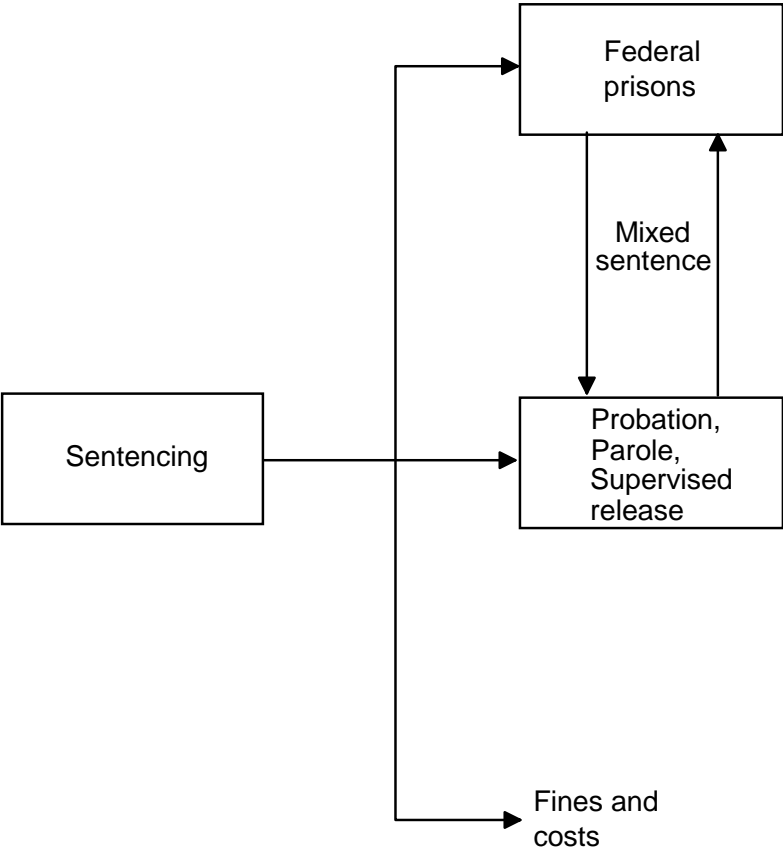 Federal
prisons
Mixed
sentence
Sentencing
Probation,
Parole,
Supervised
release
Fines and
costs